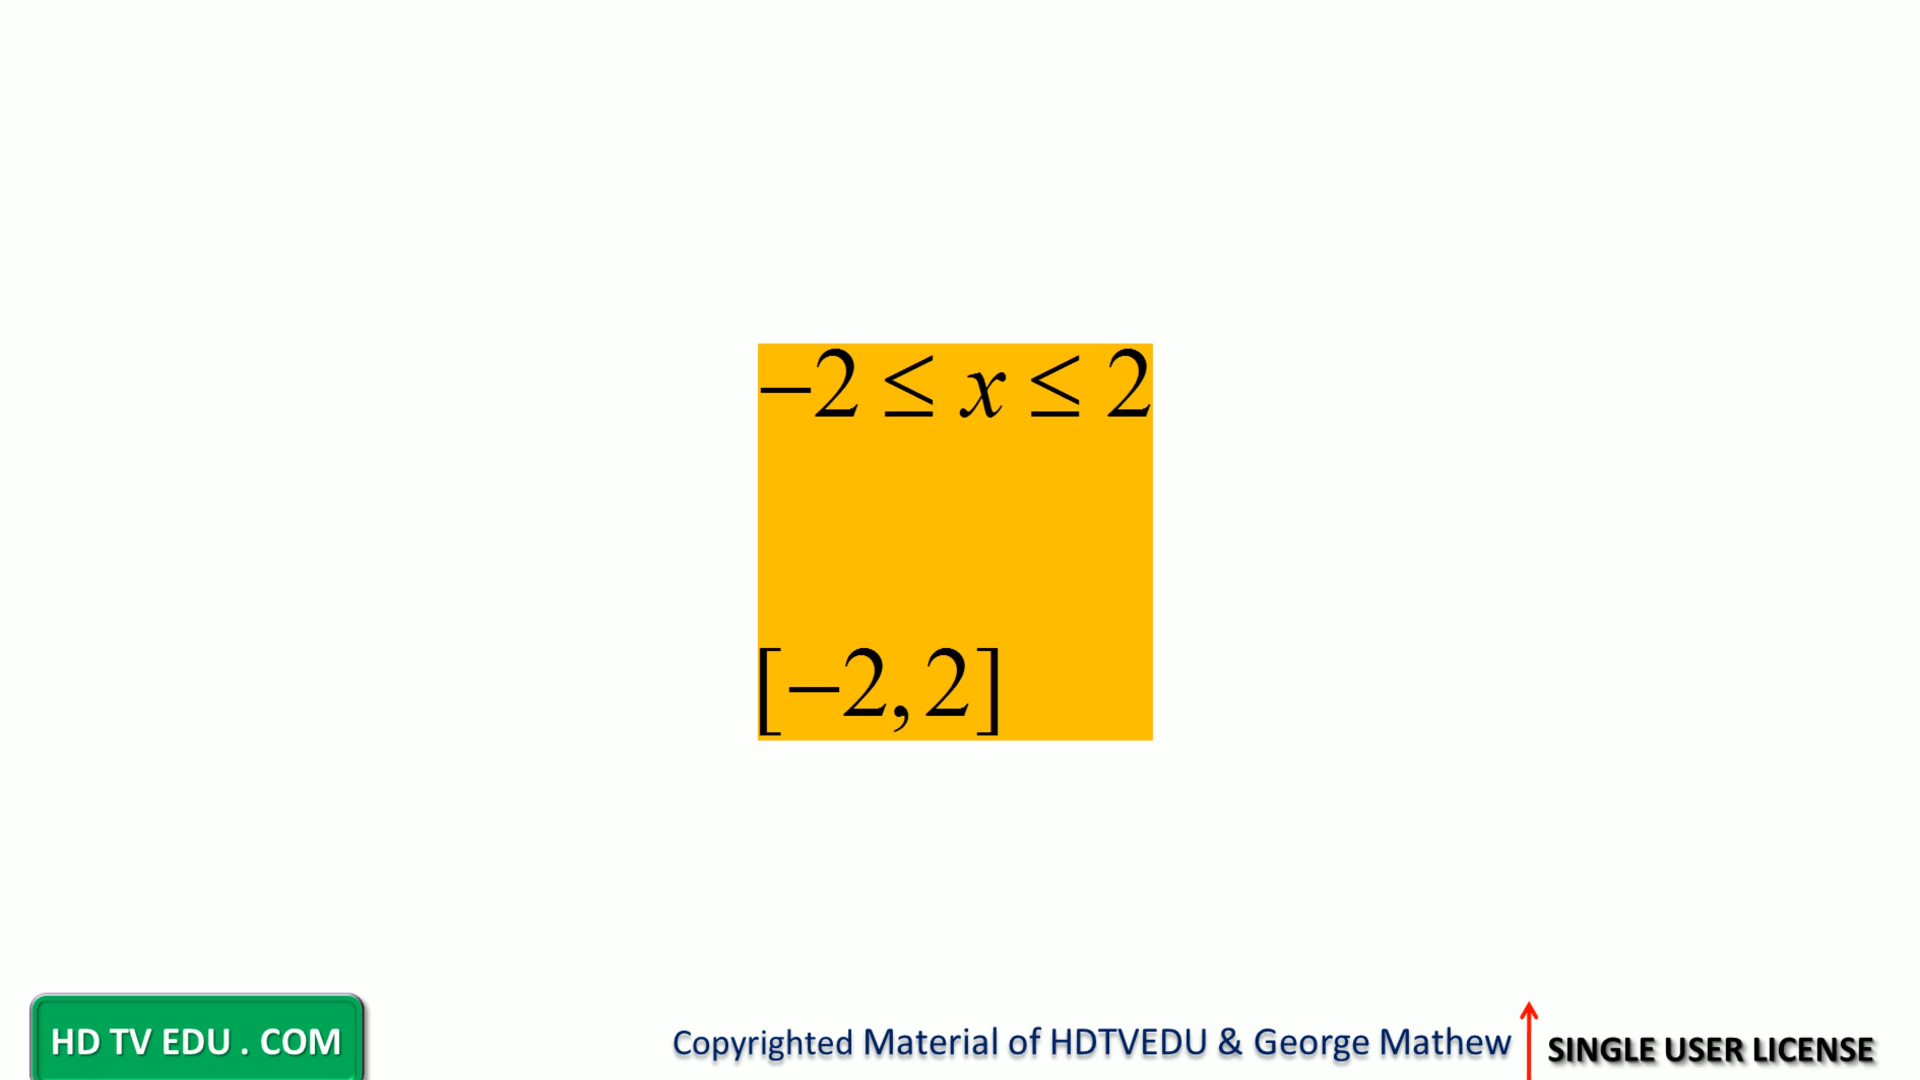 −2 ≤ x ≤ 2
[−2, 2]
HD TV EDU . COM
Copyrighted Material of HDTVEDU & George Mathew
SINGLE USER LICENSE